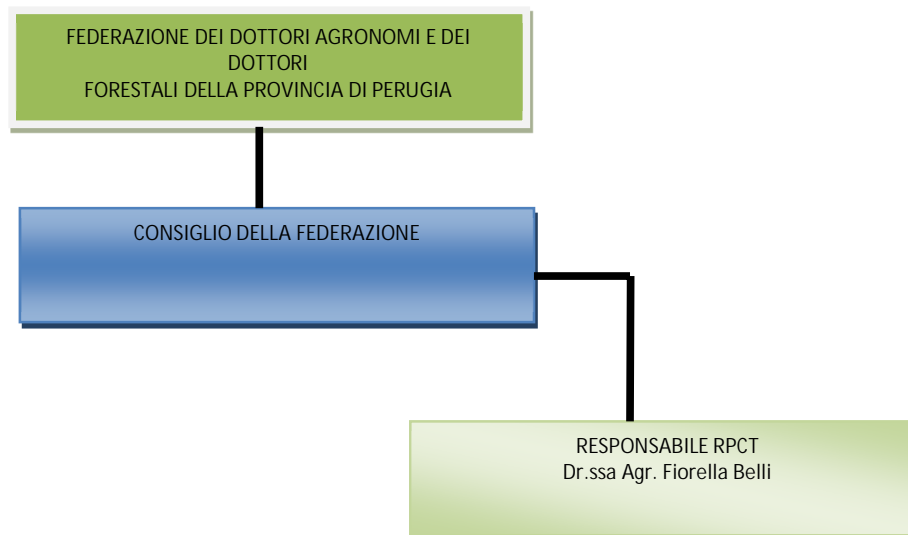 FEDERAZIONE DEI DOTTORI AGRONOMI E DEI
DOTTORI
FORESTALI DELLA PROVINCIA DI PERUGIA
CONSIGLIO DELLA FEDERAZIONE
RESPONSABILE RPCT
Dr.ssa Agr. Fiorella Belli